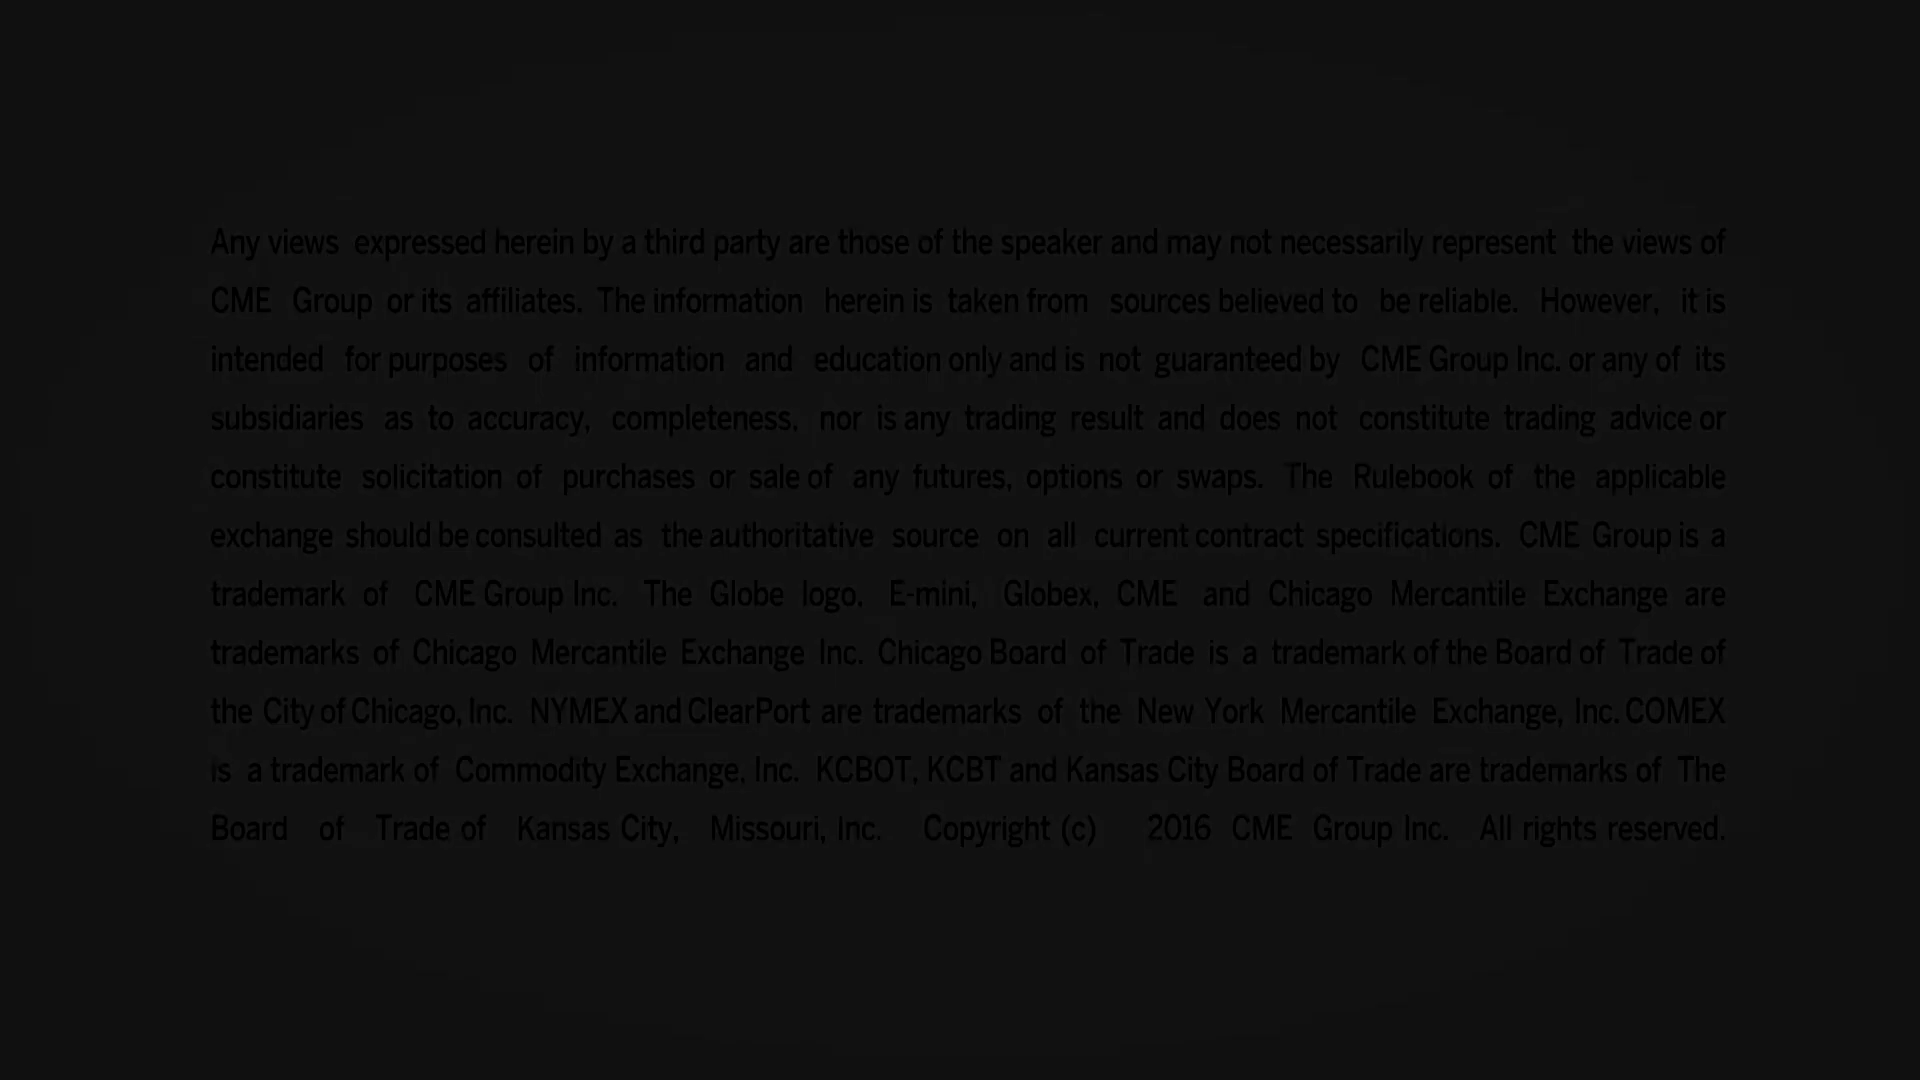 Any views expressed herein by a third party are those of the speaker and may not necessarily represent the views of
CME Group or its affiliates. The information herein is taken from sources believed to be reliable. However, it is
intended for purposes of information and education only and is not guaranteed by CME Group Inc. or any of its
subsidiaries as to accuracy, completeness, nor is any trading result and does not constitute trading advice or
constitute solicitation of purchases or sale of any futures, options or swaps. The Rulebook of the applicable
exchange should be consulted as the authoritative source on all current contract specifications. CME Group is a
trademark of CME Group Inc. The Globe logo, E-mini, Globex, CME and Chicago Mercantile Exchange are
trademarks of Chicago Mercantile Exchange Inc. Chicago Board of Trade is a trademark of the Board of Trade of
the City of Chicago, Inc. NYMEX and ClearPort are trademarks of the New York Mercantile Exchange, Inc. COMEX
is a trademark of Commodity Exchange, Inc. KCBOT, KCBT and Kansas City Board of Trade are trademarks of The
Board of Trade of Kansas City, Missouri, Inc. Copyright (c) 2016 CME Group Inc. All rights reserved.